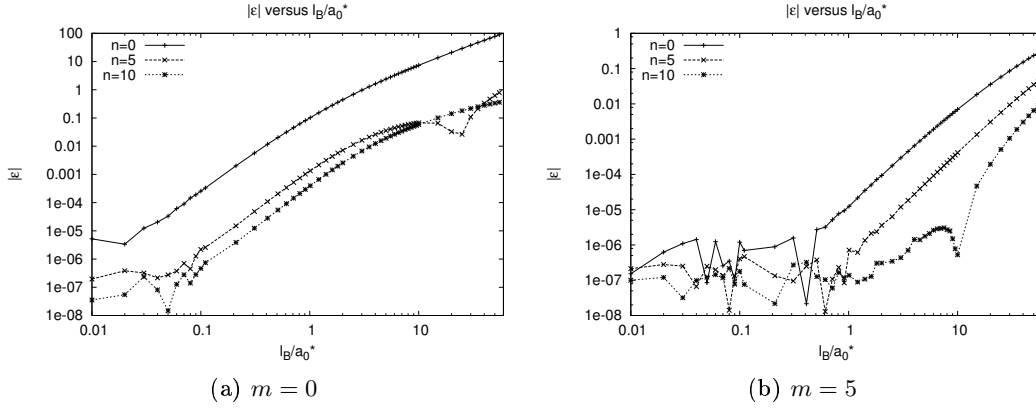 |ε| versus l_B/a_0*
n=0
n=5
n=10
|ε|
100
10
1
0.1
0.01
0.001
1e-04
1e-05
1e-06
1e-07
1e-08
0.01
0.1
1
10
l_B/a_0*
(a) m = 0
|ε| versus l_B/a_0*
n=0
n=5
n=10
|ε|
1
0.1
0.01
0.001
1e-04
1e-05
1e-06
1e-07
1e-08
0.01
0.1
1
10
l_B/a_0*
(b) m = 5